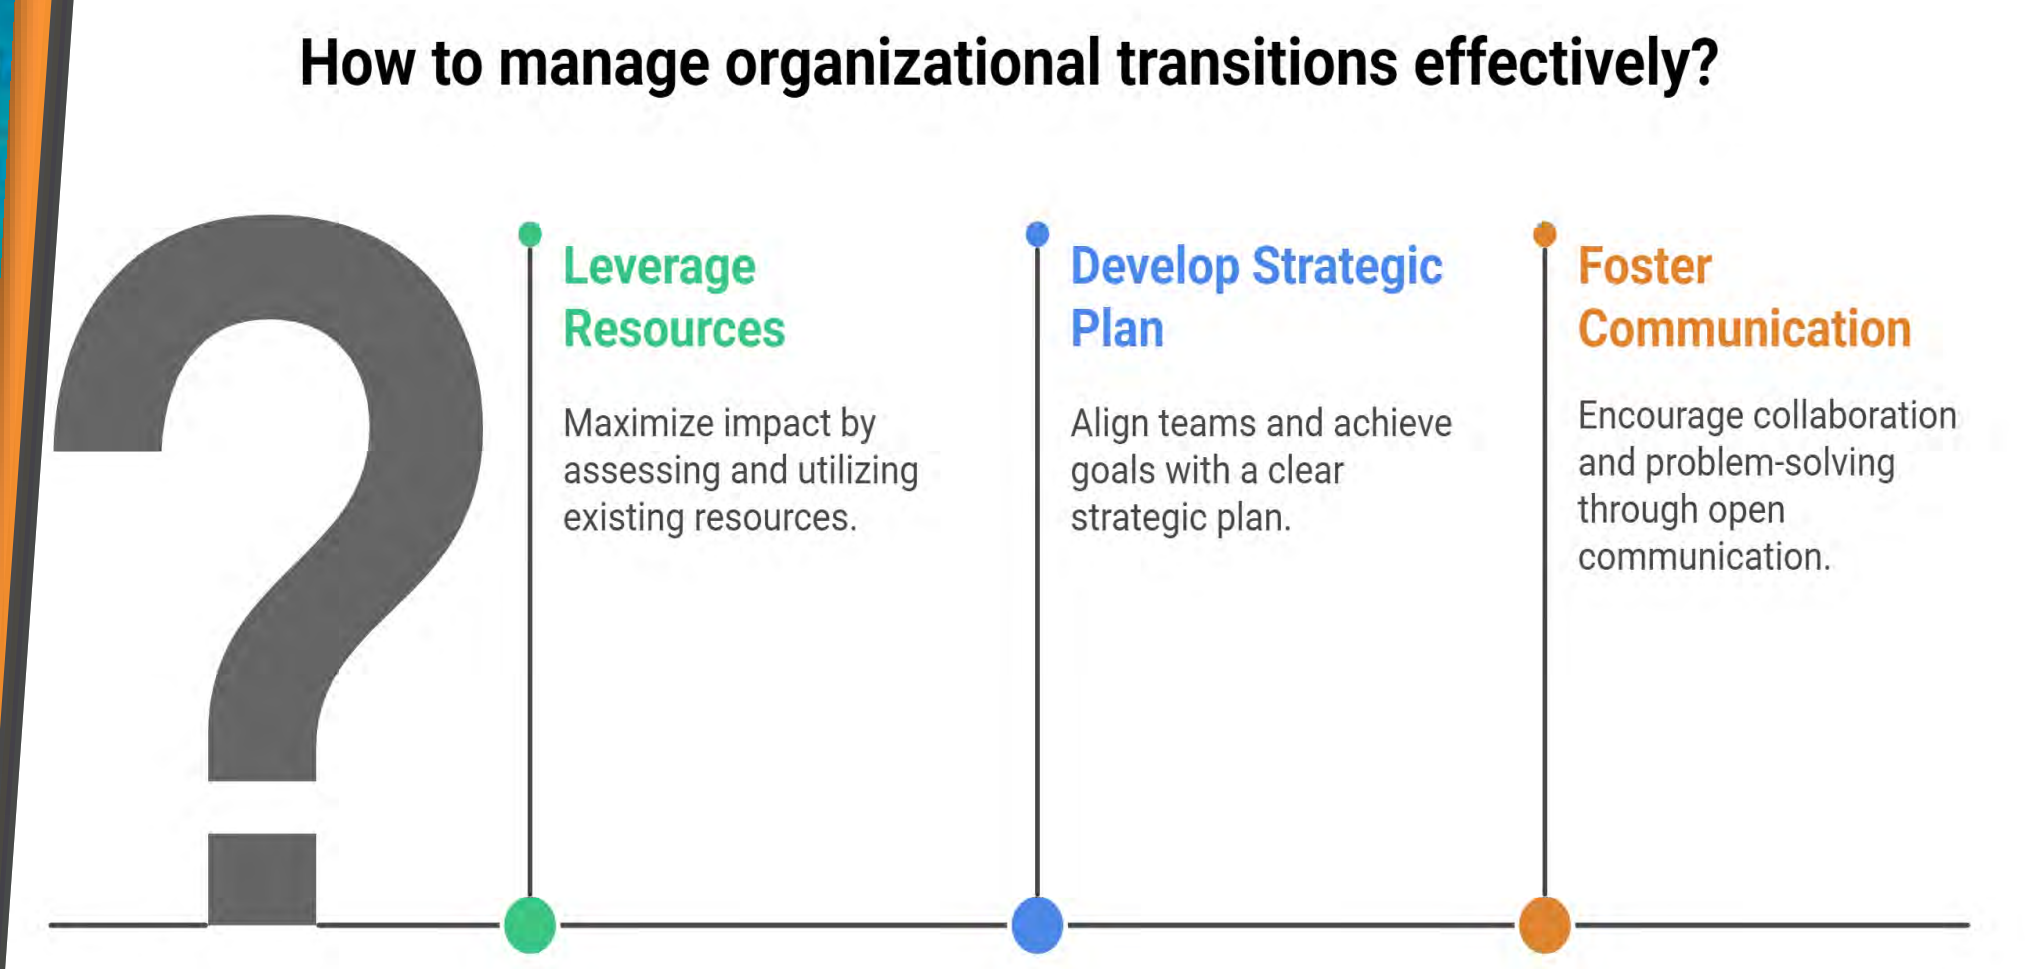 How to manage organizational transitions effectively?
Leverage
Resources
Maximize impact by
assessing and utilizing
existing resources.
Develop Strategic
Plan
Align teams and achieve
goals with a clear
strategic plan.
Foster
Communication
Encourage collaboration
and problem-solving
through open
communication.
?